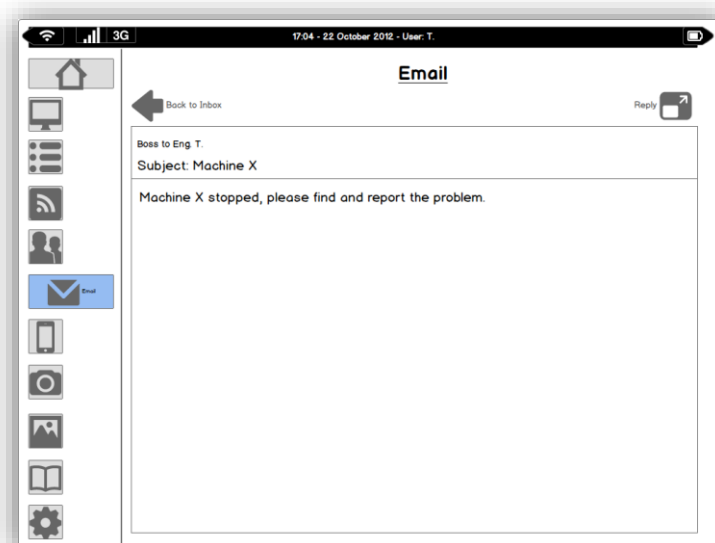 3G
17:04 - 22 October 2012 - User: T.
Email
Back to Inbox
Reply
Boss to Eng. T.
Subject: Machine X
Machine X stopped, please find and report the problem.
Email